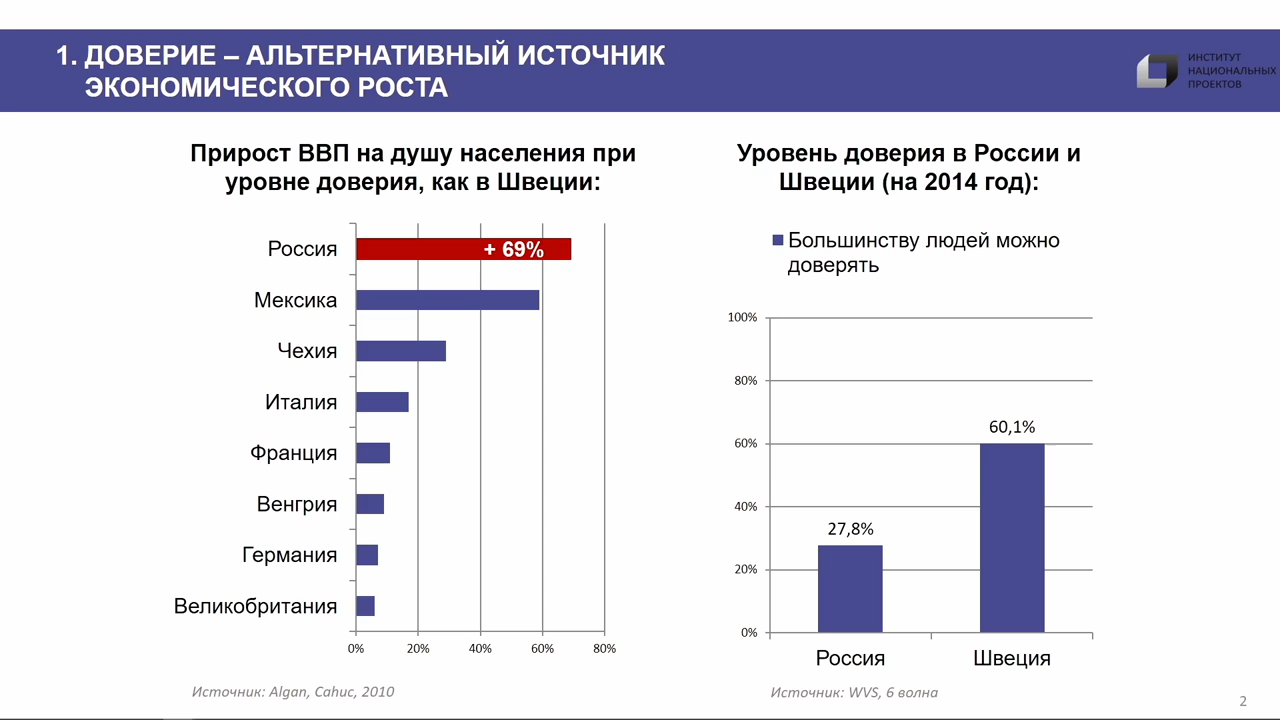 1. ДОВЕРИЕ – АЛЬТЕРНАТИВНЫЙ ИСТОЧНИК
ЭКОНОМИЧЕСКОГО РОСТА
ИНСТИТУТ
НАЦИОНАЛЬНЫХ
ПРОЕКТОВ
Прирост ВВП на душу населения при
уровне доверия, как в Швеции:
Россия
+ 69%
Мексика
Чехия
Италия
Франция
Венгрия
Германия
Великобритания
0% 20% 40% 60% 80%
Источник: Algan, Cahuc, 2010
Уровень доверия в России и
Швеции (на 2014 год):
Большинству людей можно
доверять
100%
80%
60%
40%
20%
0%
27,8%
60,1%
Россия Швеция
Источник: WVS, 6 волна
2